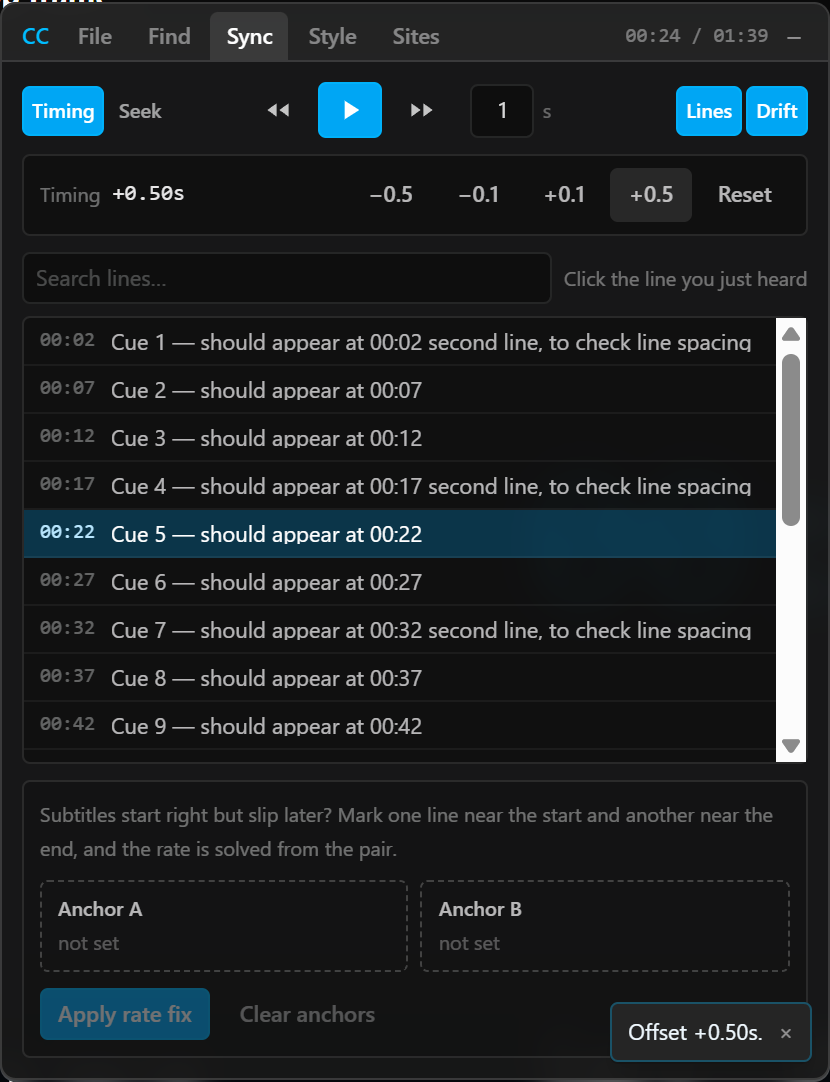 CC File Find Sync Style Sites 00:24 / 01:39 –
Timing Seek 1 s Lines Drift
Timing +0.50s −0.5 −0.1 +0.1 +0.5 Reset
Search lines... Click the line you just heard
00:02 Cue 1 — should appear at 00:02 second line, to check line spacing
00:07 Cue 2 — should appear at 00:07
00:12 Cue 3 — should appear at 00:12
00:17 Cue 4 — should appear at 00:17 second line, to check line spacing
00:22 Cue 5 — should appear at 00:22
00:27 Cue 6 — should appear at 00:27
00:32 Cue 7 — should appear at 00:32 second line, to check line spacing
00:37 Cue 8 — should appear at 00:37
00:42 Cue 9 — should appear at 00:42
Subtitles start right but slip later? Mark one line near the start and another near the
end, and the rate is solved from the pair.
Anchor A Anchor B
not set not set
Apply rate fix Clear anchors
Offset +0.50s. ×